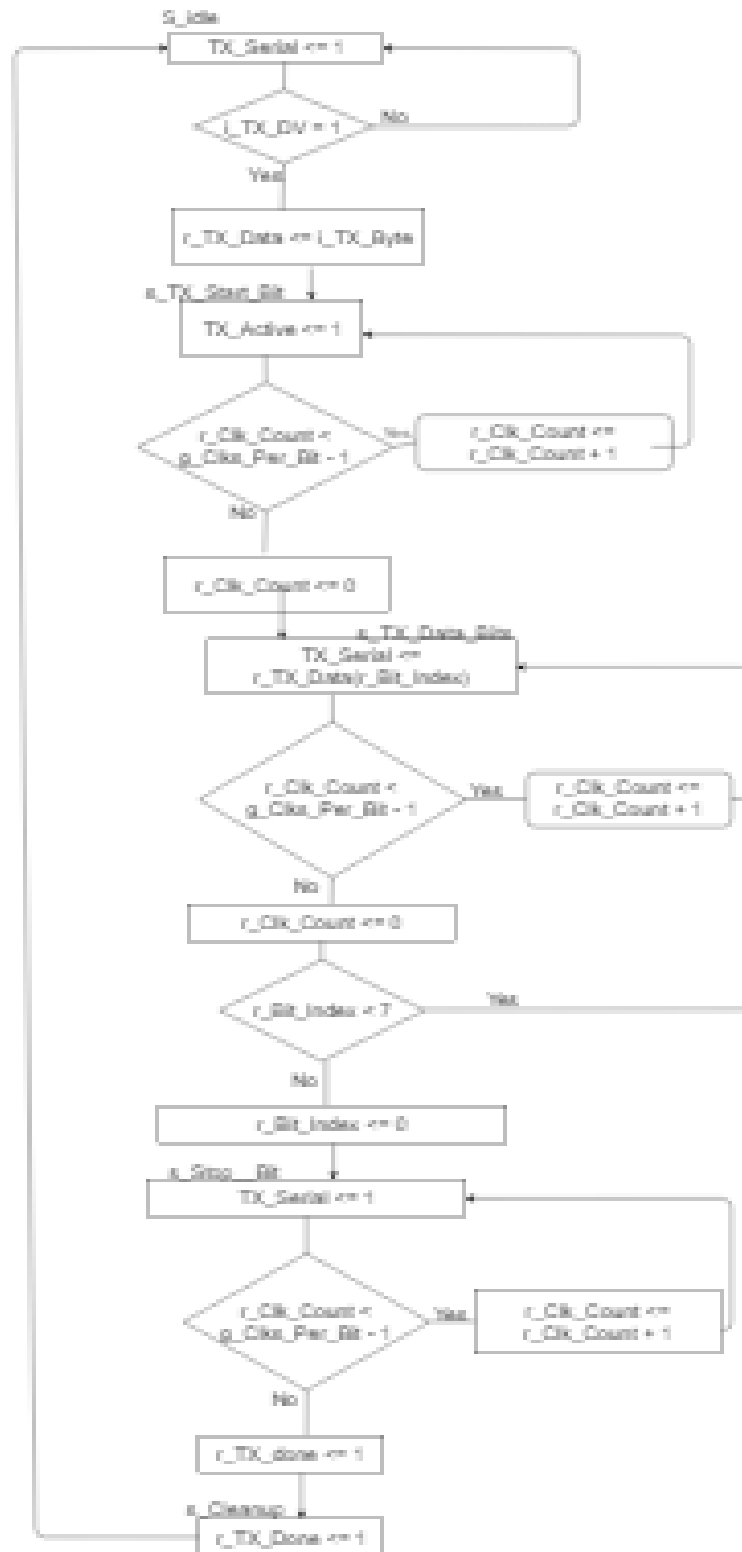 S_Idle
TX_Serial <= 1
i_TX_DV = 1
No
Yes
r_TX_Data <= i_TX_Byte
s_TX_Start_Bit
TX_Active <= 1
r_Clk_Count <
g_Clks_Per_Bit - 1
Yes
r_Clk_Count <=
r_Clk_Count + 1
No
r_Clk_Count <= 0
s_TX_Data_Bits
TX_Serial <=
r_TX_Data(r_Bit_Index)
r_Clk_Count <
g_Clks_Per_Bit - 1
Yes
r_Clk_Count <=
r_Clk_Count + 1
No
r_Clk_Count <= 0
r_Bit_Index < 7
Yes
No
r_Bit_Index <= 0
s_Stop__Bit
TX_Serial <= 1
r_Clk_Count <
g_Clks_Per_Bit - 1
Yes
r_Clk_Count <=
r_Clk_Count + 1
No
r_TX_done <= 1
s_Cleanup
r_TX_Done <= 1